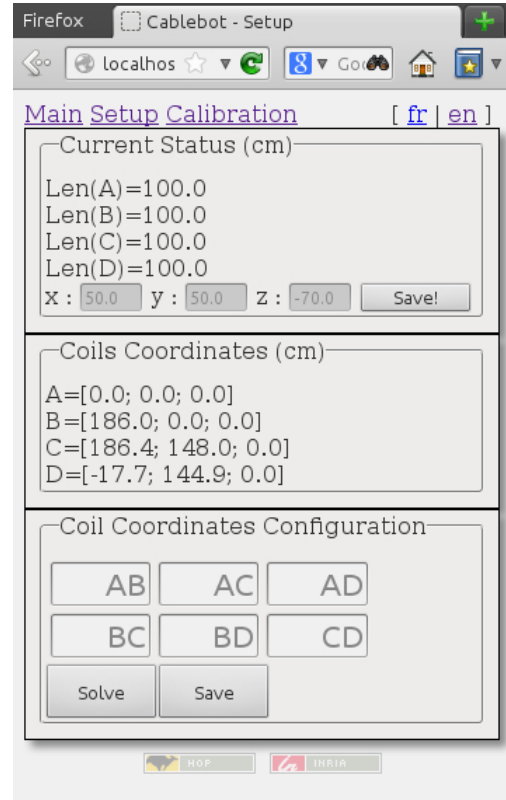 Firefox Cablebot - Setup
localhos Goo
Main Setup Calibration [ fr | en ]
Current Status (cm)
Len(A)=100.0
Len(B)=100.0
Len(C)=100.0
Len(D)=100.0
x : 50.0 y : 50.0 z : -70.0 Save!
Coils Coordinates (cm)
A=[0.0; 0.0; 0.0]
B=[186.0; 0.0; 0.0]
C=[186.4; 148.0; 0.0]
D=[-17.7; 144.9; 0.0]
Coil Coordinates Configuration
AB AC AD
BC BD CD
Solve Save
HOP INRIA